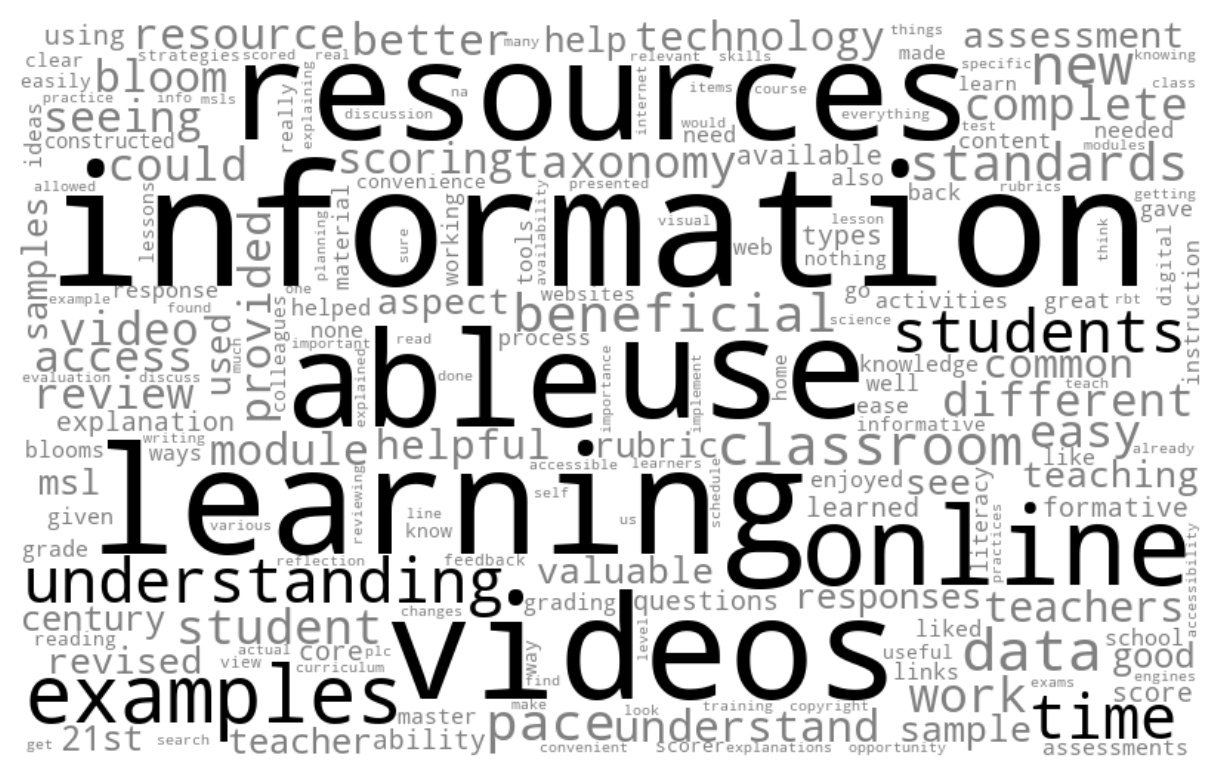 using resource better many help technology things assessment
clear strategies scored real relevant skills made specific new knowing
easily bloom resources items course learn class
practice info msls really explaining na internet complete
ideas seeing discussion would everything test
constructed need content needed modules
could scoring taxonomy available standards
allowed convenience presented also back rubrics getting
lessons material working availability visual lesson gave
information
samples provided planning sure tools web types nothing think digital
example response one helped aspect websites go activities great rbt instruction
found colleagues beneficial science students
video none important read process
access used much able use knowledge common
evaluation discuss explained done importance implement home well teach
review ease different
explanation informative
blooms writing ways module helpful rubric classroom easy like already
accessible learners teaching
msl learning self schedule enjoyed see literacy
given various reviewing line know us learned formative
grade reflection feedback online practices accessibility
understanding valuable
century changes grading questions responses teachers
student videos liked
reading actual core plc way level useful data school
revised view curriculum links good
examples find work exams engines score
master make look training copyright time
get 21st search teacher ability pace understand sample
convenient scorer explanations opportunity assessments